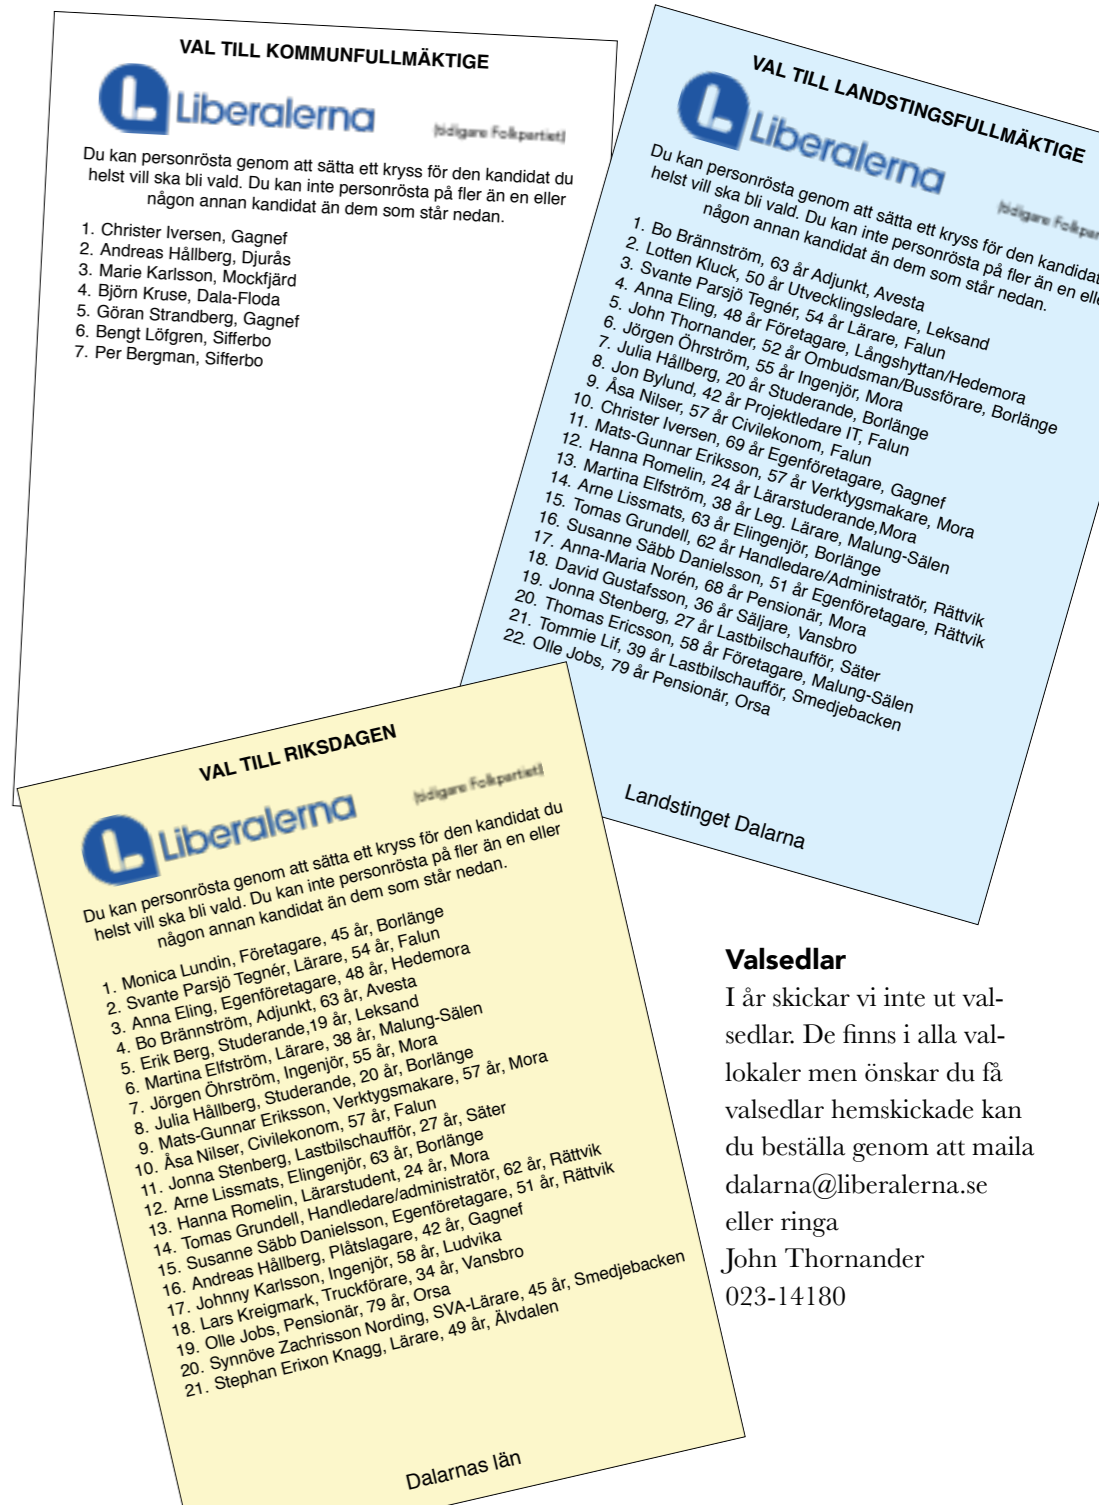 VAL TILL KOMMUNFULLMÄKTIGE
Liberalerna
(tidigare Folkpartiet)
Du kan personrösta genom att sätta ett kryss för den kandidat du
helst vill ska bli vald. Du kan inte personrösta på fler än en eller
någon annan kandidat än dem som står nedan.
1. Christer Iversen, Gagnef
2. Andreas Hållberg, Djurås
3. Marie Karlsson, Mockfjärd
4. Björn Kruse, Dala-Floda
5. Göran Strandberg, Gagnef
6. Bengt Löfgren, Sifferbo
7. Per Bergman, Sifferbo
VAL TILL LANDSTINGSFULLMÄKTIGE
Liberalerna
(tidigare Folkpar
Du kan personrösta genom att sätta ett kryss för den kandidat
helst vill ska bli vald. Du kan inte personrösta på fler än en elle
någon annan kandidat än dem som står nedan.
1. Bo Brännström, 63 år Adjunkt, Avesta
2. Lotten Kluck, 50 år Utvecklingsledare, Leksand
3. Svante Parsjö Tegnér, 54 år Lärare, Falun
4. Anna Eling, 48 år Företagare, Långshyttan/Hedemora
5. John Thornander, 52 år Ombudsman/Bussförare, Borlänge
6. Jörgen Öhrström, 55 år Ingenjör, Mora
7. Julia Hållberg, 20 år Studerande, Borlänge
8. Jon Bylund, 42 år Projektledare IT, Falun
9. Åsa Nilser, 57 år Civilekonom, Falun
10. Christer Iversen, 69 år Egenföretagare, Gagnef
11. Mats-Gunnar Eriksson, 57 år Verktygsmakare, Mora
12. Hanna Romelin, 24 år Lärarstuderande,Mora
13. Martina Elfström, 38 år Leg. Lärare, Malung-Sälen
14. Arne Lissmats, 63 år Elingenjör, Borlänge
15. Tomas Grundell, 62 år Handledare/Administratör, Rättvik
16. Susanne Säbb Danielsson, 51 år Egenföretagare, Rättvik
17. Anna-Maria Norén, 68 år Pensionär, Mora
18. David Gustafsson, 36 år Säljare, Vansbro
19. Jonna Stenberg, 27 år Lastbilschaufför, Säter
20. Thomas Ericsson, 58 år Företagare, Malung-Sälen
21. Tommie Lif, 39 år Lastbilschaufför, Smedjebacken
22. Olle Jobs, 79 år Pensionär, Orsa
Landstinget Dalarna
VAL TILL RIKSDAGEN
Liberalerna
(tidigare Folkpartiet)
Du kan personrösta genom att sätta ett kryss för den kandidat du
helst vill ska bli vald. Du kan inte personrösta på fler än en eller
någon annan kandidat än dem som står nedan.
1. Monica Lundin, Företagare, 45 år, Borlänge
2. Svante Parsjö Tegnér, Lärare, 54 år, Falun
3. Anna Eling, Egenföretagare, 48 år, Hedemora
4. Bo Brännström, Adjunkt, 63 år, Avesta
5. Erik Berg, Studerande,19 år, Leksand
6. Martina Elfström, Lärare, 38 år, Malung-Sälen
7. Jörgen Öhrström, Ingenjör, 55 år, Mora
8. Julia Hållberg, Studerande, 20 år, Borlänge
9. Mats-Gunnar Eriksson, Verktygsmakare, 57 år, Mora
10. Åsa Nilser, Civilekonom, 57 år, Falun
11. Jonna Stenberg, Lastbilschaufför, 27 år, Säter
12. Arne Lissmats, Elingenjör, 63 år, Borlänge
13. Hanna Romelin, Lärarstudent, 24 år, Mora
14. Tomas Grundell, Handledare/administratör, 62 år, Rättvik
15. Susanne Säbb Danielsson, Egenföretagare, 51 år, Rättvik
16. Andreas Hållberg, Plåtslagare, 42 år, Gagnef
17. Johnny Karlsson, Ingenjör, 58 år, Ludvika
18. Lars Kreigmark, Truckförare, 34 år, Vansbro
19. Olle Jobs, Pensionär, 79 år, Orsa
20. Synnöve Zachrisson Nording, SVA-Lärare, 45 år, Smedjebacken
21. Stephan Erixon Knagg, Lärare, 49 år, Älvdalen
Dalarnas län
Valsedlar
I år skickar vi inte ut val-
sedlar. De finns i alla val-
lokaler men önskar du få
valsedlar hemskickade kan
du beställa genom att maila
dalarna@liberalerna.se
eller ringa
John Thornander
023-14180